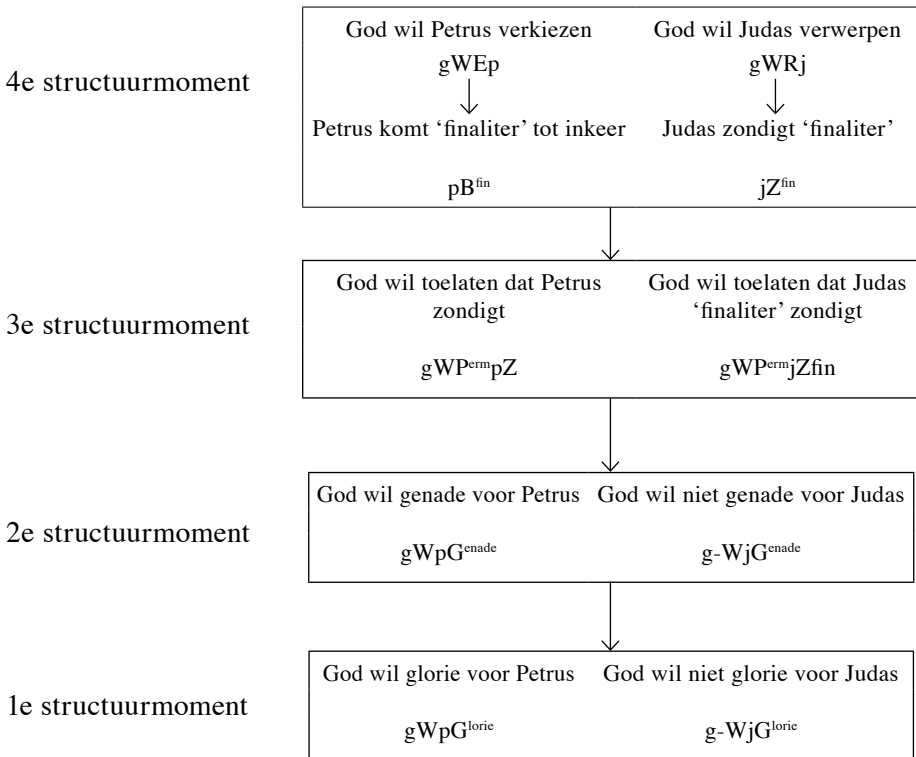 4e structuurmoment
God wil Petrus verkiezen
gWEp
Petrus komt ‘finaliter’ tot inkeer
pB^fin
God wil Judas verwerpen
gWRj
Judas zondigt ‘finaliter’
jZ^fin
3e structuurmoment
God wil toelaten dat Petrus
zondigt
gWP^erm pZ
God wil toelaten dat Judas
‘finaliter’ zondigt
gWP^erm jZfin
2e structuurmoment
God wil genade voor Petrus
gWpG^enade
God wil niet genade voor Judas
g-WjG^enade
1e structuurmoment
God wil glorie voor Petrus
gWpG^lorie
God wil niet glorie voor Judas
g-WjG^lorie